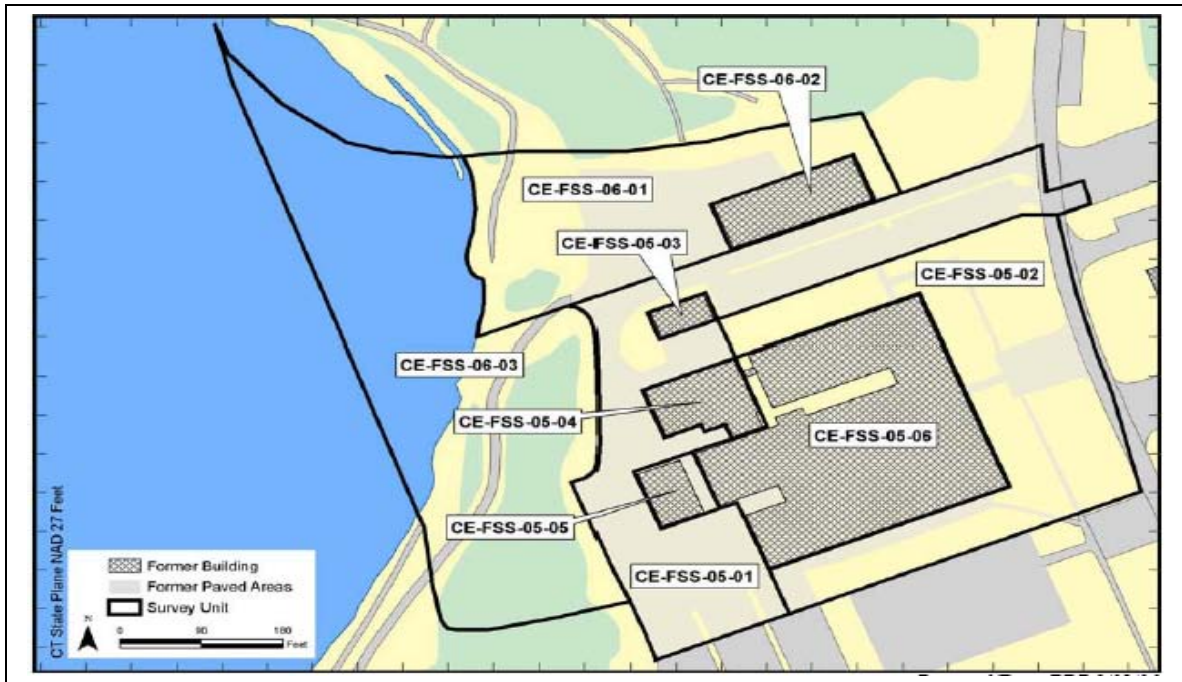 CE-FSS-06-02
CE-FSS-06-01
CE-FSS-05-03
CE-FSS-05-02
CE-FSS-06-03
CE-FSS-05-04
CE-FSS-05-06
CE-FSS-05-05
CE-FSS-05-01
CT State Plane NAD 27 Feet
Former Building
Former Paved Areas
Survey Unit
N
0 90 180
Feet